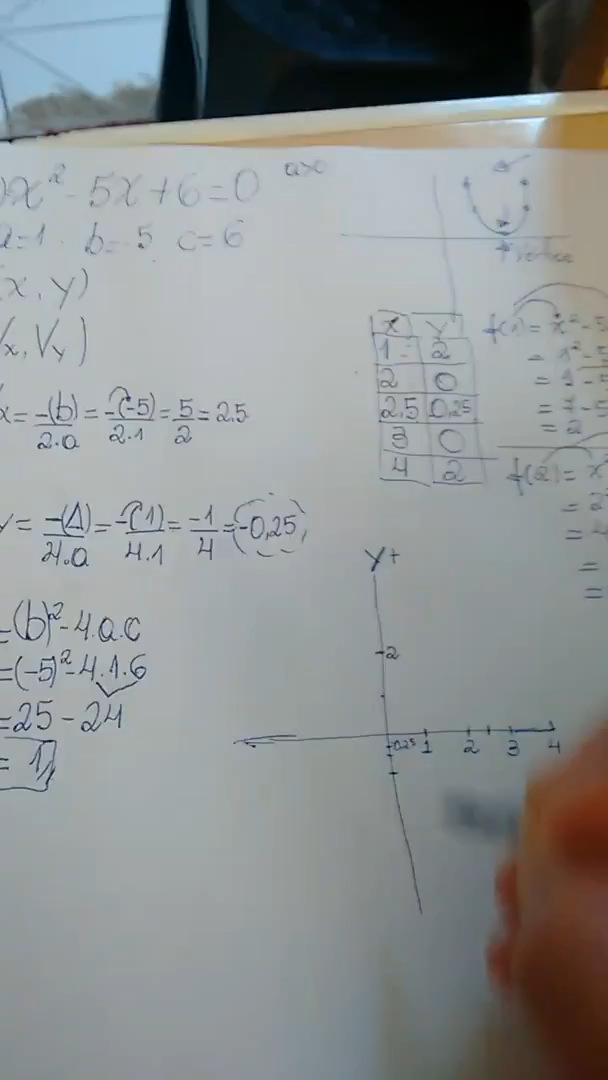 x² - 5x + 6 = 0   a>0
a=1. b=-5 c=6
x, y)
Vx, Vy)
x = -(b)/2.a = -(-5)/2.1 = 5/2 = 2.5
y = -(Δ)/4.a = -(1)/4.1 = -1/4 = -0,25
=(b)²-4.a.c
=(-5)²-4.1.6
=25-24
= 1
vértice
x y
1 2
2 0
2.5 0,25
3 0
4 2
= x²-5
= 1²-5
= 1-5
= 1-5
= 2
f(2) = x²
= 2
= 4
=
=
y+
2
-0,25 1 2 3 4